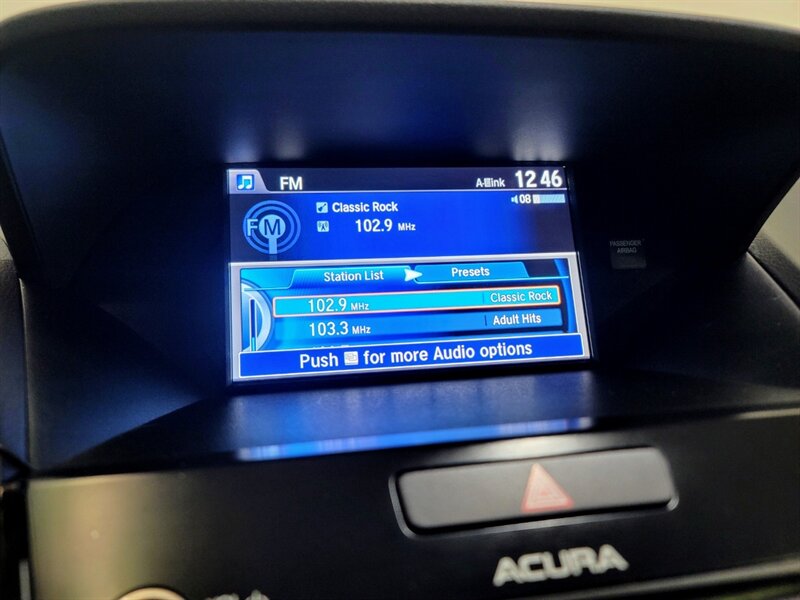 FM A-link 12 46
08
Classic Rock
FM 102.9 MHz
Station List Presets
102.9 MHz Classic Rock
103.3 MHz Adult Hits
Push for more Audio options
PASSENGER
AIRBAG
ACURA